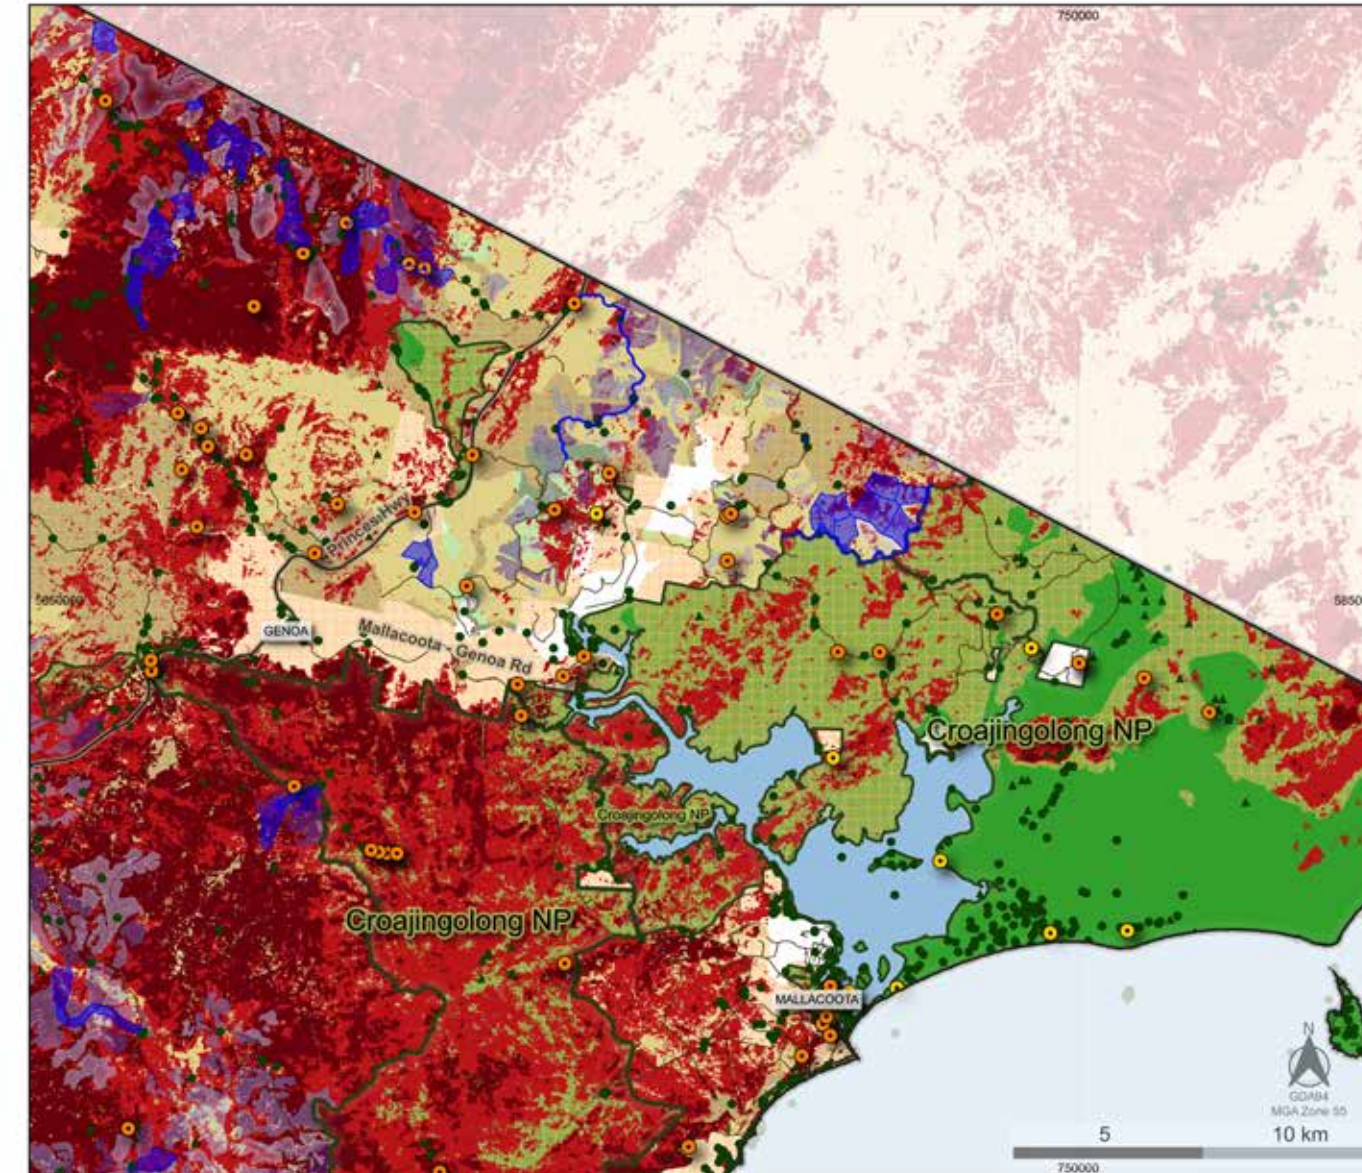 750000
Princes Hwy
5850000
5850
GENOA
Mallacoota - Genoa Rd
Croajingolong NP
Croajingolong NP
Croajingolong NP
MALLACOOTA
N
GDA94
MGA Zone 55
5
10 km
750000